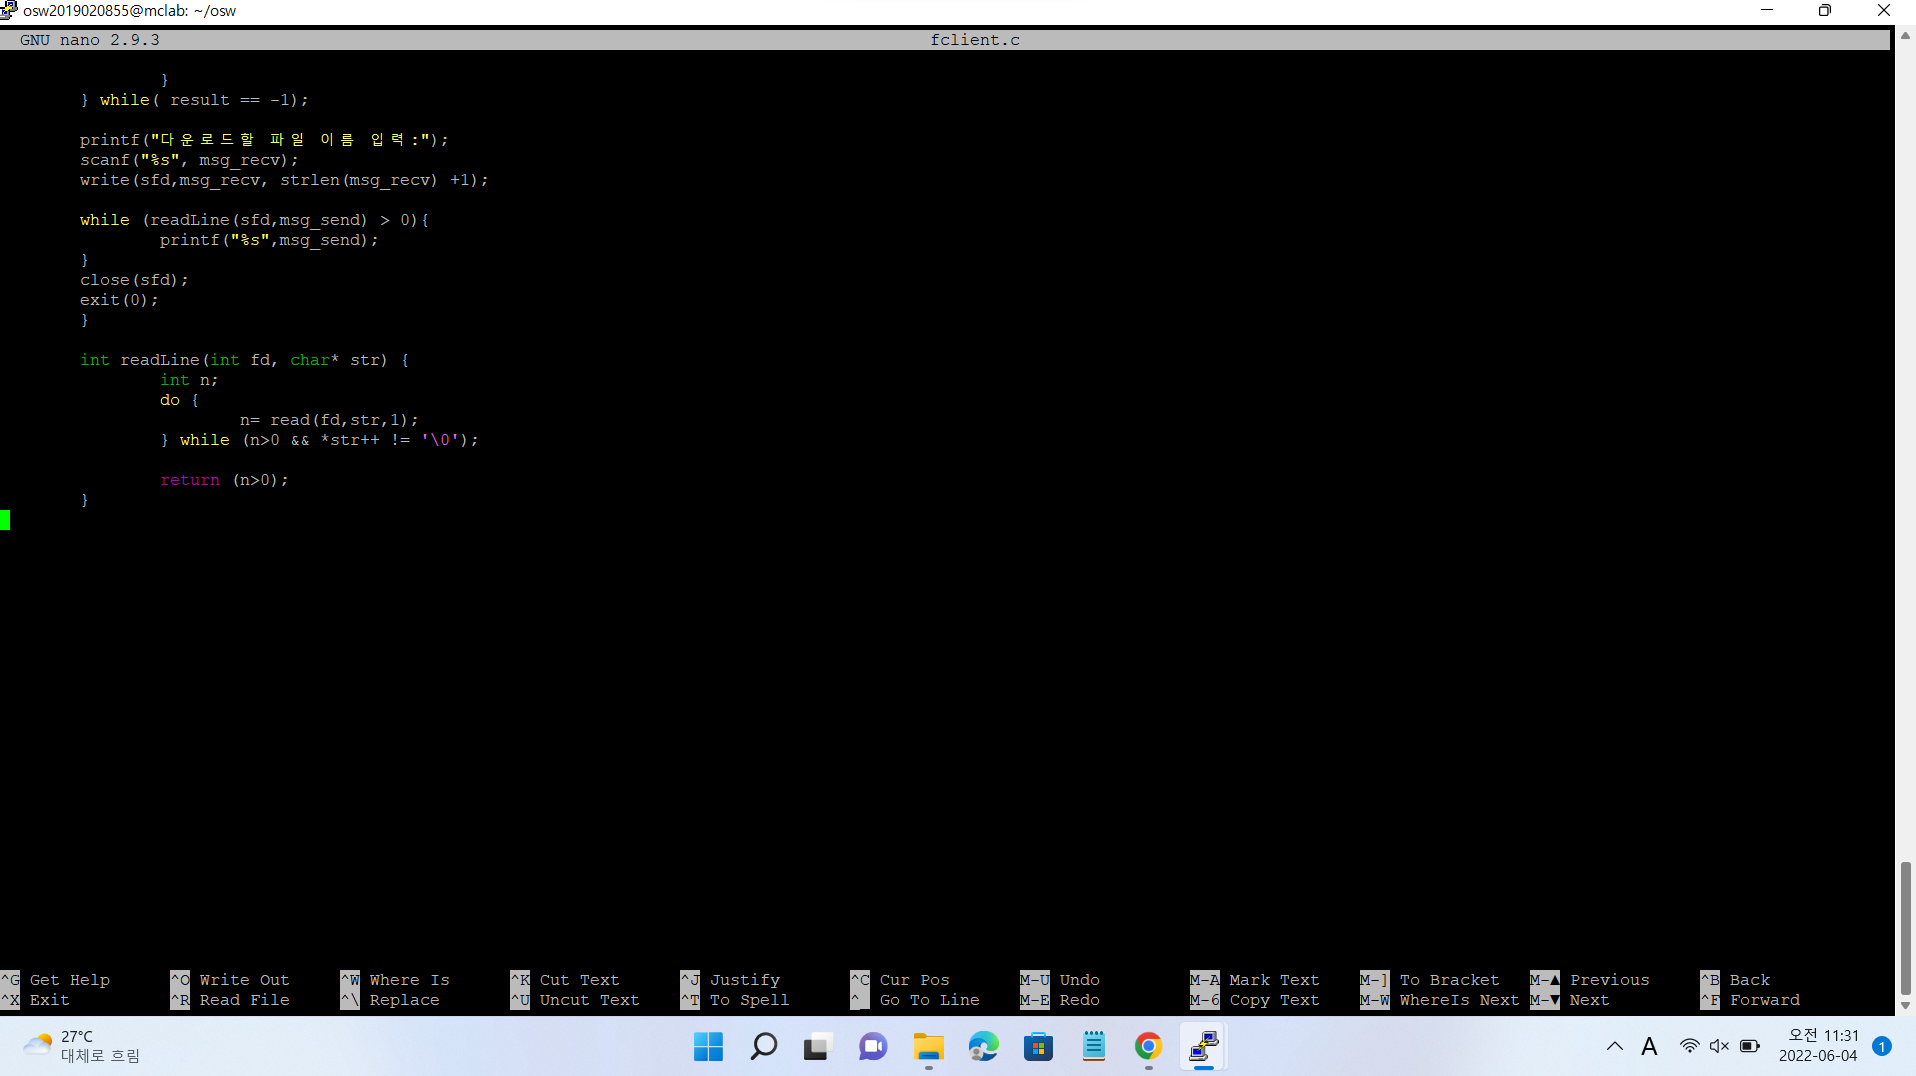 osw2019020855@mclab: ~/osw
GNU nano 2.9.3 fclient.c
}
} while( result == -1);
printf("다운로드할 파일 이름 입력:");
scanf("%s", msg_recv);
write(sfd,msg_recv, strlen(msg_recv) +1);
while (readLine(sfd,msg_send) > 0){
printf("%s",msg_send);
}
close(sfd);
exit(0);
}
int readLine(int fd, char* str) {
int n;
do {
n= read(fd,str,1);
} while (n>0 && *str++ != '\0');
return (n>0);
}
^G Get Help ^O Write Out ^W Where Is ^K Cut Text ^J Justify ^C Cur Pos M-U Undo M-A Mark Text M-] To Bracket M-▲ Previous ^B Back
^X Exit ^R Read File ^\ Replace ^U Uncut Text ^T To Spell ^_ Go To Line M-E Redo M-6 Copy Text M-W WhereIs Next M-▼ Next ^F Forward
27°C
대체로 흐림
A
오전 11:31
2022-06-04
1